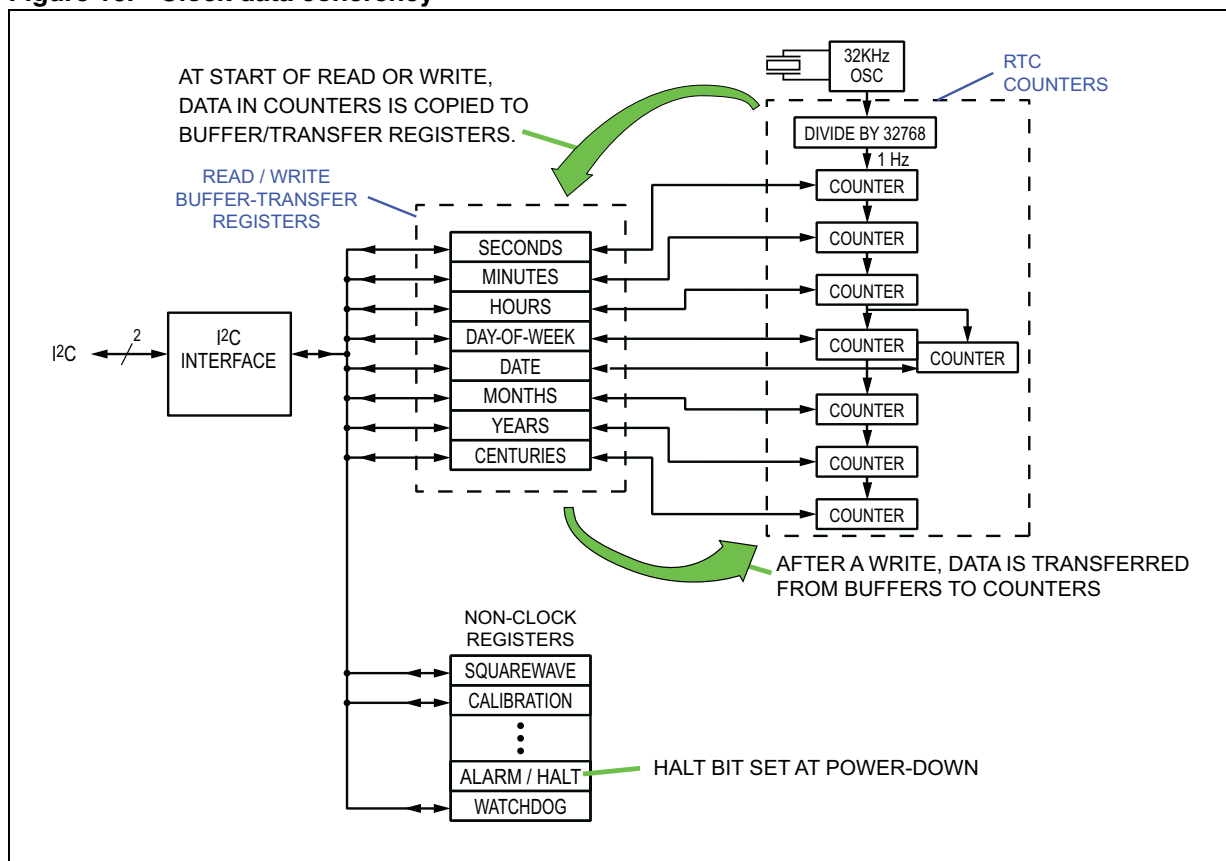 32KHz
OSC
RTC
COUNTERS
AT START OF READ OR WRITE,
DATA IN COUNTERS IS COPIED TO
BUFFER/TRANSFER REGISTERS.
DIVIDE BY 32768
1 Hz
READ / WRITE
BUFFER-TRANSFER
REGISTERS
COUNTER
SECONDS
COUNTER
MINUTES
HOURS
COUNTER
DAY-OF-WEEK
COUNTER
COUNTER
I2C
2
I2C
INTERFACE
DATE
MONTHS
COUNTER
YEARS
CENTURIES
COUNTER
COUNTER
AFTER A WRITE, DATA IS TRANSFERRED
FROM BUFFERS TO COUNTERS
NON-CLOCK
REGISTERS
SQUAREWAVE
CALIBRATION
ALARM / HALT
HALT BIT SET AT POWER-DOWN
WATCHDOG